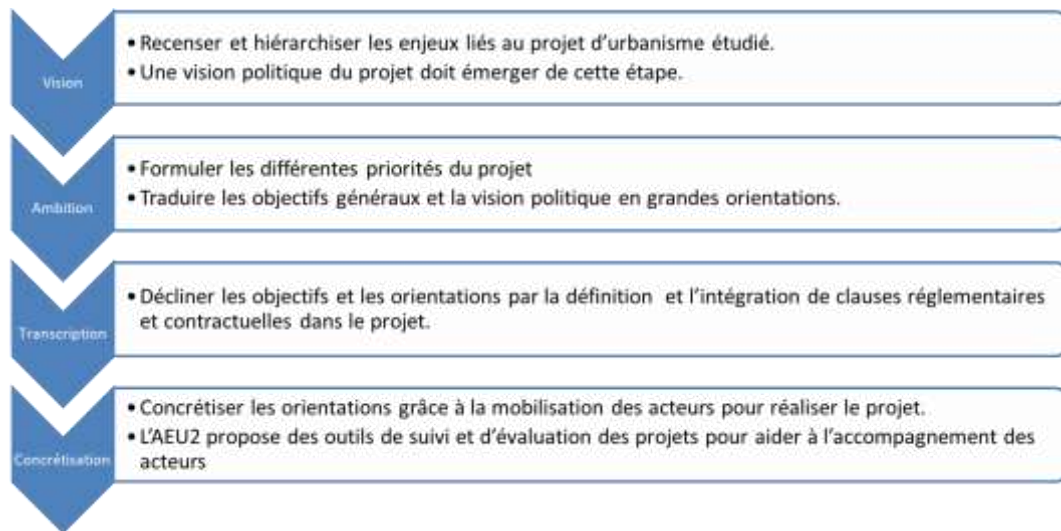 Vision
• Recenser et hiérarchiser les enjeux liés au projet d'urbanisme étudié.
• Une vision politique du projet doit émerger de cette étape.
Ambition
• Formuler les différentes priorités du projet
• Traduire les objectifs généraux et la vision politique en grandes orientations.
Transcription
• Décliner les objectifs et les orientations par la définition et l'intégration de clauses réglementaires
et contractuelles dans le projet.
Concrétisation
• Concrétiser les orientations grâce à la mobilisation des acteurs pour réaliser le projet.
• L'AEU2 propose des outils de suivi et d'évaluation des projets pour aider à l'accompagnement des
acteurs